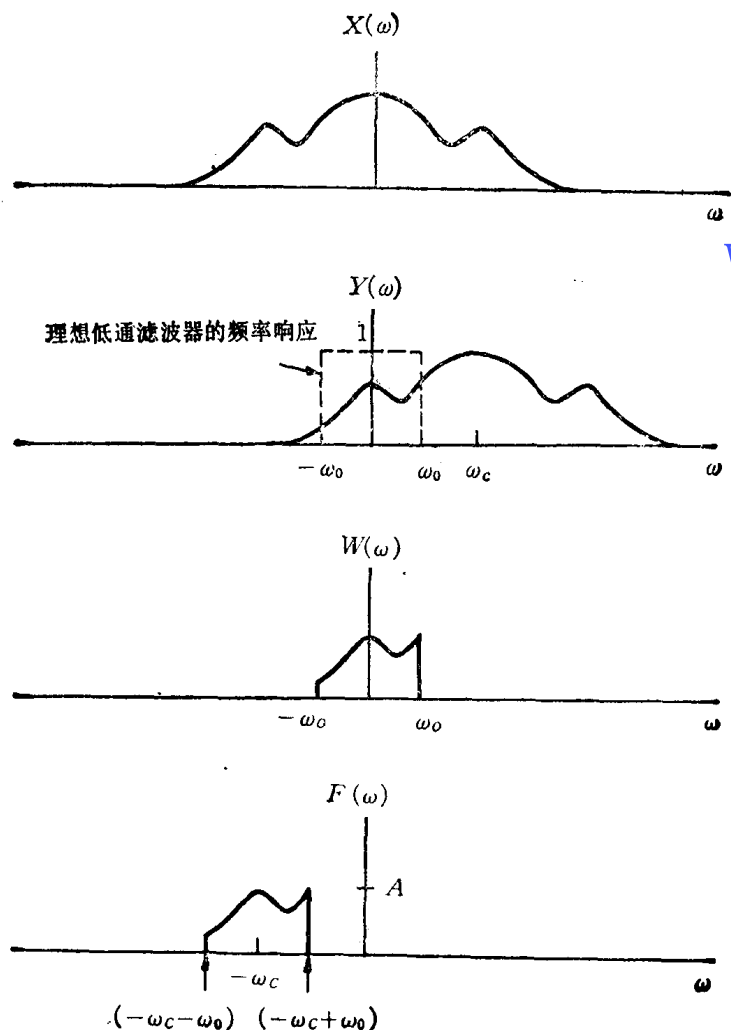 X(ω)
ω
Y(ω)
理想低通滤波器的频率响应
1
-ω₀ ω₀ ω_c
ω
W(ω)
-ω₀ ω₀
ω
F(ω)
A
-ω_C
ω
(-ω_C-ω₀) (-ω_C+ω₀)